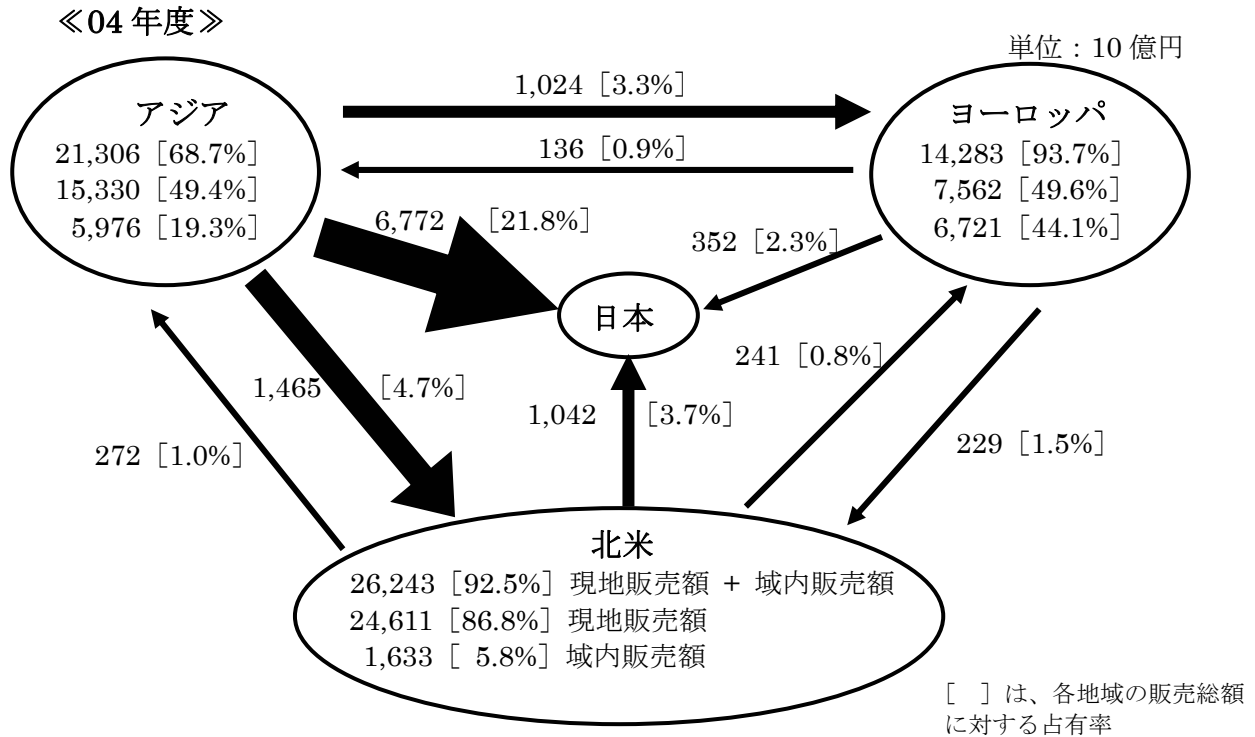 ≪04 年度≫
単位：10 億円
アジア
21,306［68.7%］
15,330［49.4%］
5,976［19.3%］
1,024［3.3%］
136［0.9%］
ヨーロッパ
14,283［93.7%］
7,562［49.6%］
6,721［44.1%］
6,772 ［21.8%］
352［2.3%］
日本
1,465 ［4.7%］
272［1.0%］
1,042 ［3.7%］
241［0.8%］
229［1.5%］
北米
26,243［92.5%］現地販売額 + 域内販売額
24,611［86.8%］現地販売額
1,633［ 5.8%］域内販売額
［ ］は、各地域の販売総額
に対する占有率